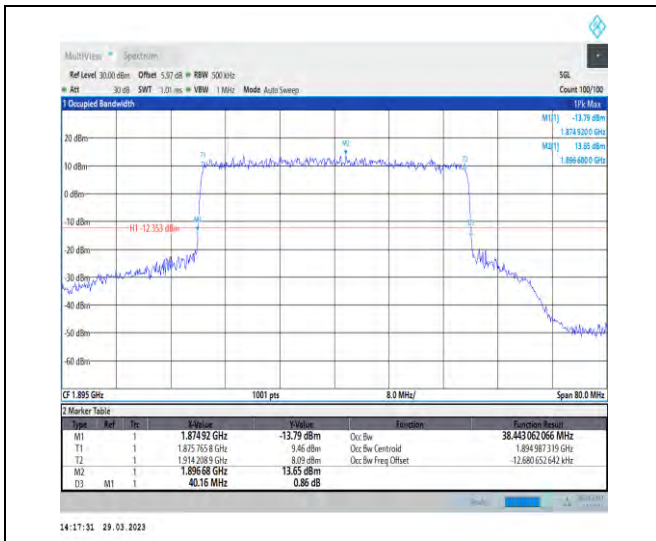 MultiView Spectrum
Ref Level 30.00 dBm Offset 5.97 dB RBW 500 kHz SGL
Att 30 dB SWT 1.01 ms VBW 1 MHz Mode Auto Sweep Count 100/100
1 Occupied Bandwidth 1Pk Max
M1[1] -13.79 dBm
1.874 920 0 GHz
M2[1] 13.65 dBm
1.896 680 0 GHz
20 dBm
M2
T1
T2
10 dBm
0 dBm
-10 dBm
M1
H1 -12.353 dBm
D3
-20 dBm
-30 dBm
-40 dBm
-50 dBm
-60 dBm
CF 1.895 GHz 1001 pts 8.0 MHz/ Span 80.0 MHz
2 Marker Table
Type Ref Trc X-Value Y-Value Function Function Result
M1 1 1.874 92 GHz -13.79 dBm Occ Bw 38.443 062 066 MHz
T1 1 1.875 765 8 GHz 9.46 dBm Occ Bw Centroid 1.894 987 319 GHz
T2 1 1.914 208 9 GHz 8.09 dBm Occ Bw Freq Offset -12.680 652 642 kHz
M2 1 1.896 68 GHz 13.65 dBm
D3 M1 1 40.16 MHz 0.86 dB
14:17:31 29.03.2023